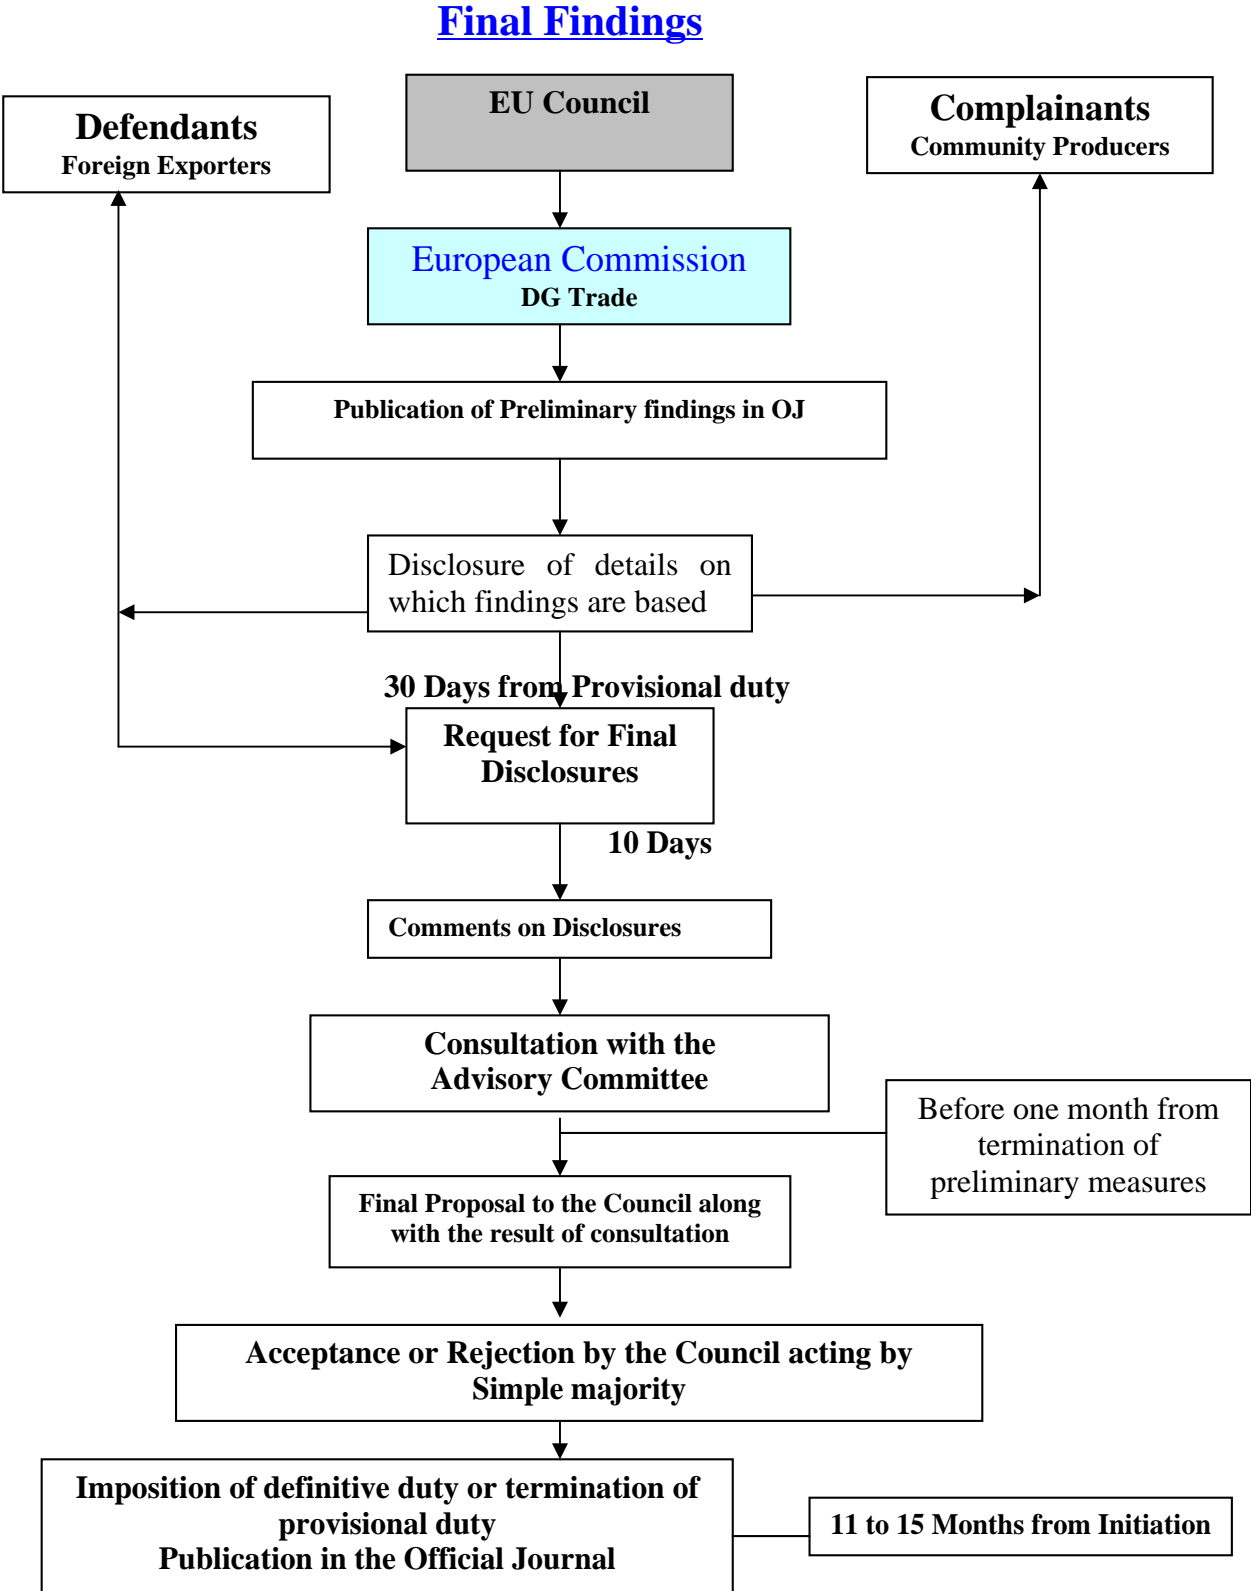 Final Findings
EU Council
Defendants
Foreign Exporters
Complainants
Community Producers
European Commission
DG Trade
Publication of Preliminary findings in OJ
Disclosure of details on
which findings are based
30 Days from Provisional duty
Request for Final
Disclosures
10 Days
Comments on Disclosures
Consultation with the
Advisory Committee
Before one month from
termination of
preliminary measures
Final Proposal to the Council along
with the result of consultation
Acceptance or Rejection by the Council acting by
Simple majority
Imposition of definitive duty or termination of
provisional duty
Publication in the Official Journal
11 to 15 Months from Initiation